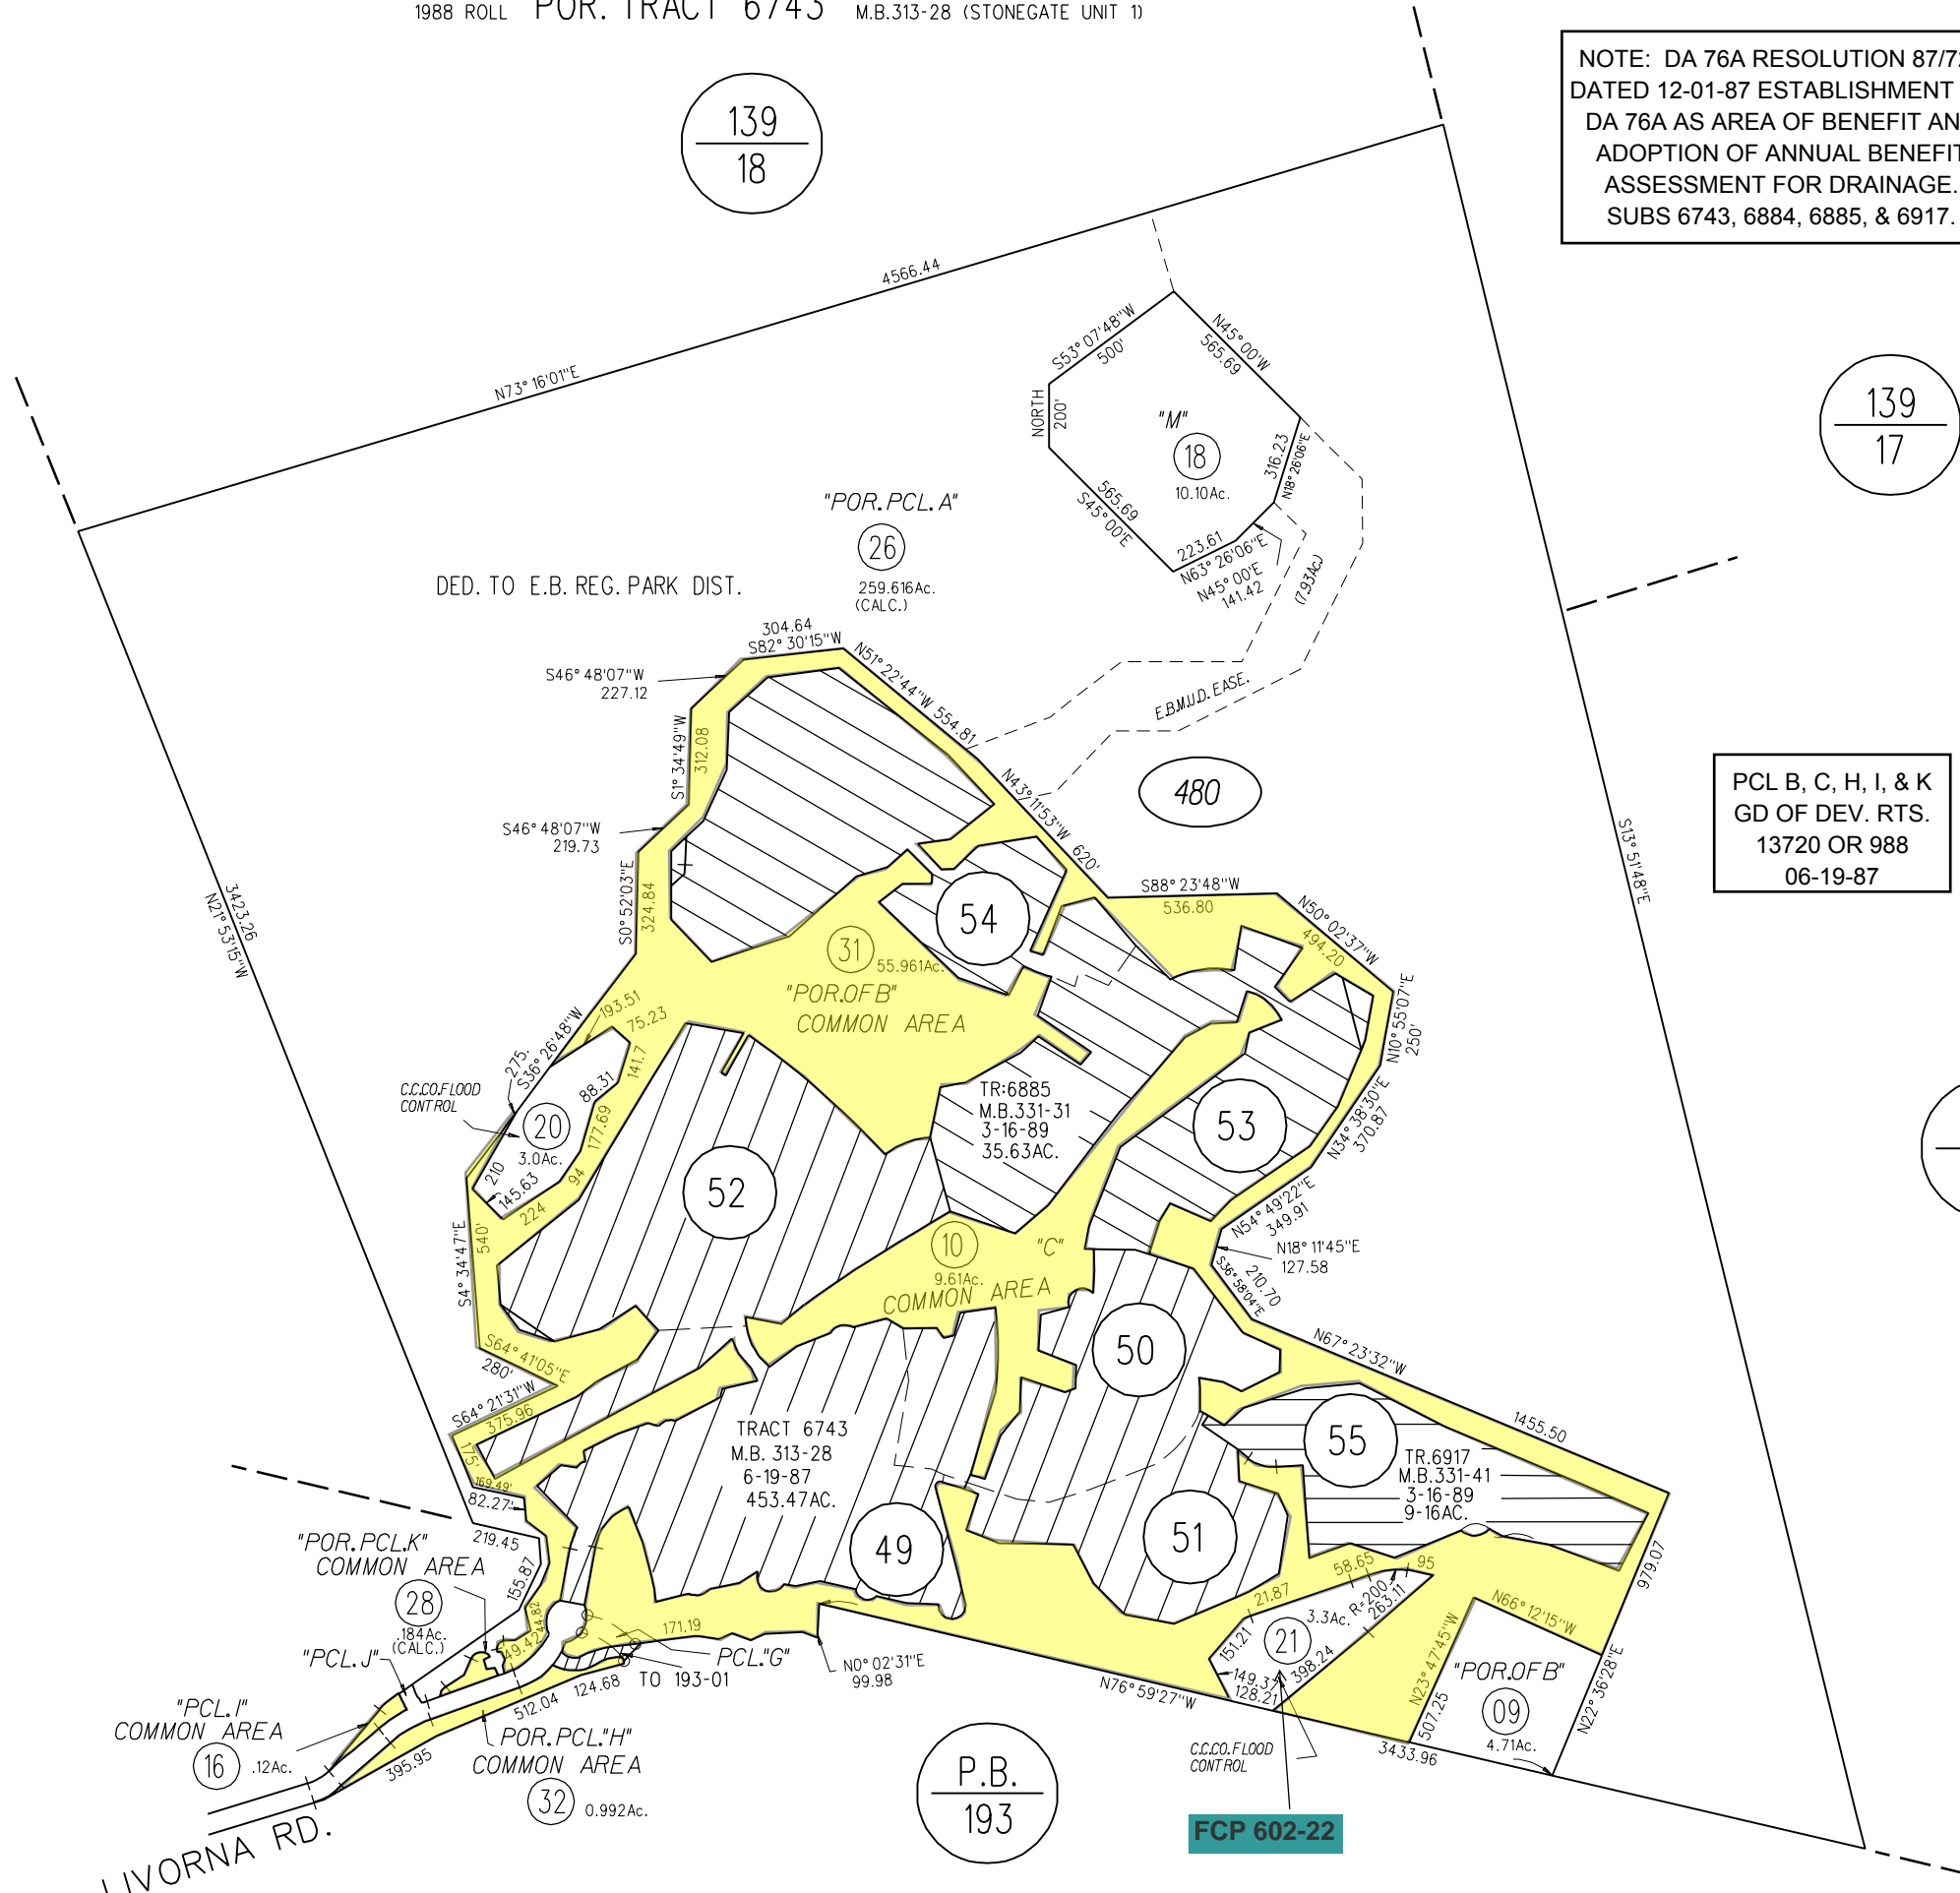 1988 ROLL POR. TRACT 6743 M.B.313-28 (STONEGATE UNIT 1)
NOTE: DA 76A RESOLUTION 87/7
DATED 12-01-87 ESTABLISHMENT
DA 76A AS AREA OF BENEFIT AN
ADOPTION OF ANNUAL BENEFIT
ASSESSMENT FOR DRAINAGE.
SUBS 6743, 6884, 6885, & 6917.
139
18
4566.44
N73° 16'01"E
S53° 07'48"W
500'
N45° 00'W
565.69
NORTH
200'
"M"
18
10.10Ac.
316.23
N18° 26'06"E
565.69
S45° 00'E
223.61
N63° 26'06"E
N45° 00'E
141.42
(7.93Ac)
139
17
"POR.PCL.A"
26
259.616Ac.
(CALC.)
DED. TO E.B. REG. PARK DIST.
304.64
S82° 30'15"W
S46° 48'07"W
227.12
N51° 22'44"W 554.81
E.B.M.U.D. EASE.
S1° 34'49"W
312.08
N43° 11'53"W 620'
480
S46° 48'07"W
219.73
PCL B, C, H, I, & K
GD OF DEV. RTS.
13720 OR 988
06-19-87
S13° 51'48"E
3423.26
N21° 53'15"W
S0° 52'03"E
324.84
S88° 23'48"W
536.80
N50° 02'37"W
494.20
54
31
55.961Ac.
"POR.OF B"
COMMON AREA
N10° 55'07"E
250'
193.51
75.23
275.
S36° 26'48"W
141.7
88.31
C.C.CO.FLOOD
CONTROL
20
3.0Ac.
177.69
210
145.63
94
224
TR:6885
M.B.331-31
3-16-89
35.63AC.
53
N34° 38'30"E
370.87
52
N54° 49'22"E
349.91
N18° 11'45"E
127.58
S36° 58'04"E
210.70
S4° 34'47"E
540'
10
"C"
9.61Ac.
COMMON AREA
S64° 41'05"E
280'
50
N67° 23'32"W
1455.50
S64° 21'31"W
375.96
175'
169.49'
82.27'
219.45
155.87
TRACT 6743
M.B. 313-28
6-19-87
453.47AC.
55
TR.6917
M.B.331-41
3-16-89
9-16AC.
49
51
"POR.PCL.K"
COMMON AREA
28
.184Ac.
(CALC.)
"PCL.J"
44.82
49.42
171.19
PCL."G"
TO 193-01
N0° 02'31"E
99.98
58.65
95
21.87
R=200
263.11
3.3Ac.
21
151.21
149.37
128.21
398.24
979.07
N66° 12'15"W
N23° 47'45"W
507.25
"POR.OF B"
09
4.71Ac.
N22° 36'28"E
"PCL.I"
COMMON AREA
16
.12Ac.
124.68
512.04
395.95
POR.PCL."H"
COMMON AREA
32
0.992Ac.
N76° 59'27"W
3433.96
P.B.
193
C.C.CO.FLOOD
CONTROL
FCP 602-22
LIVORNA RD.